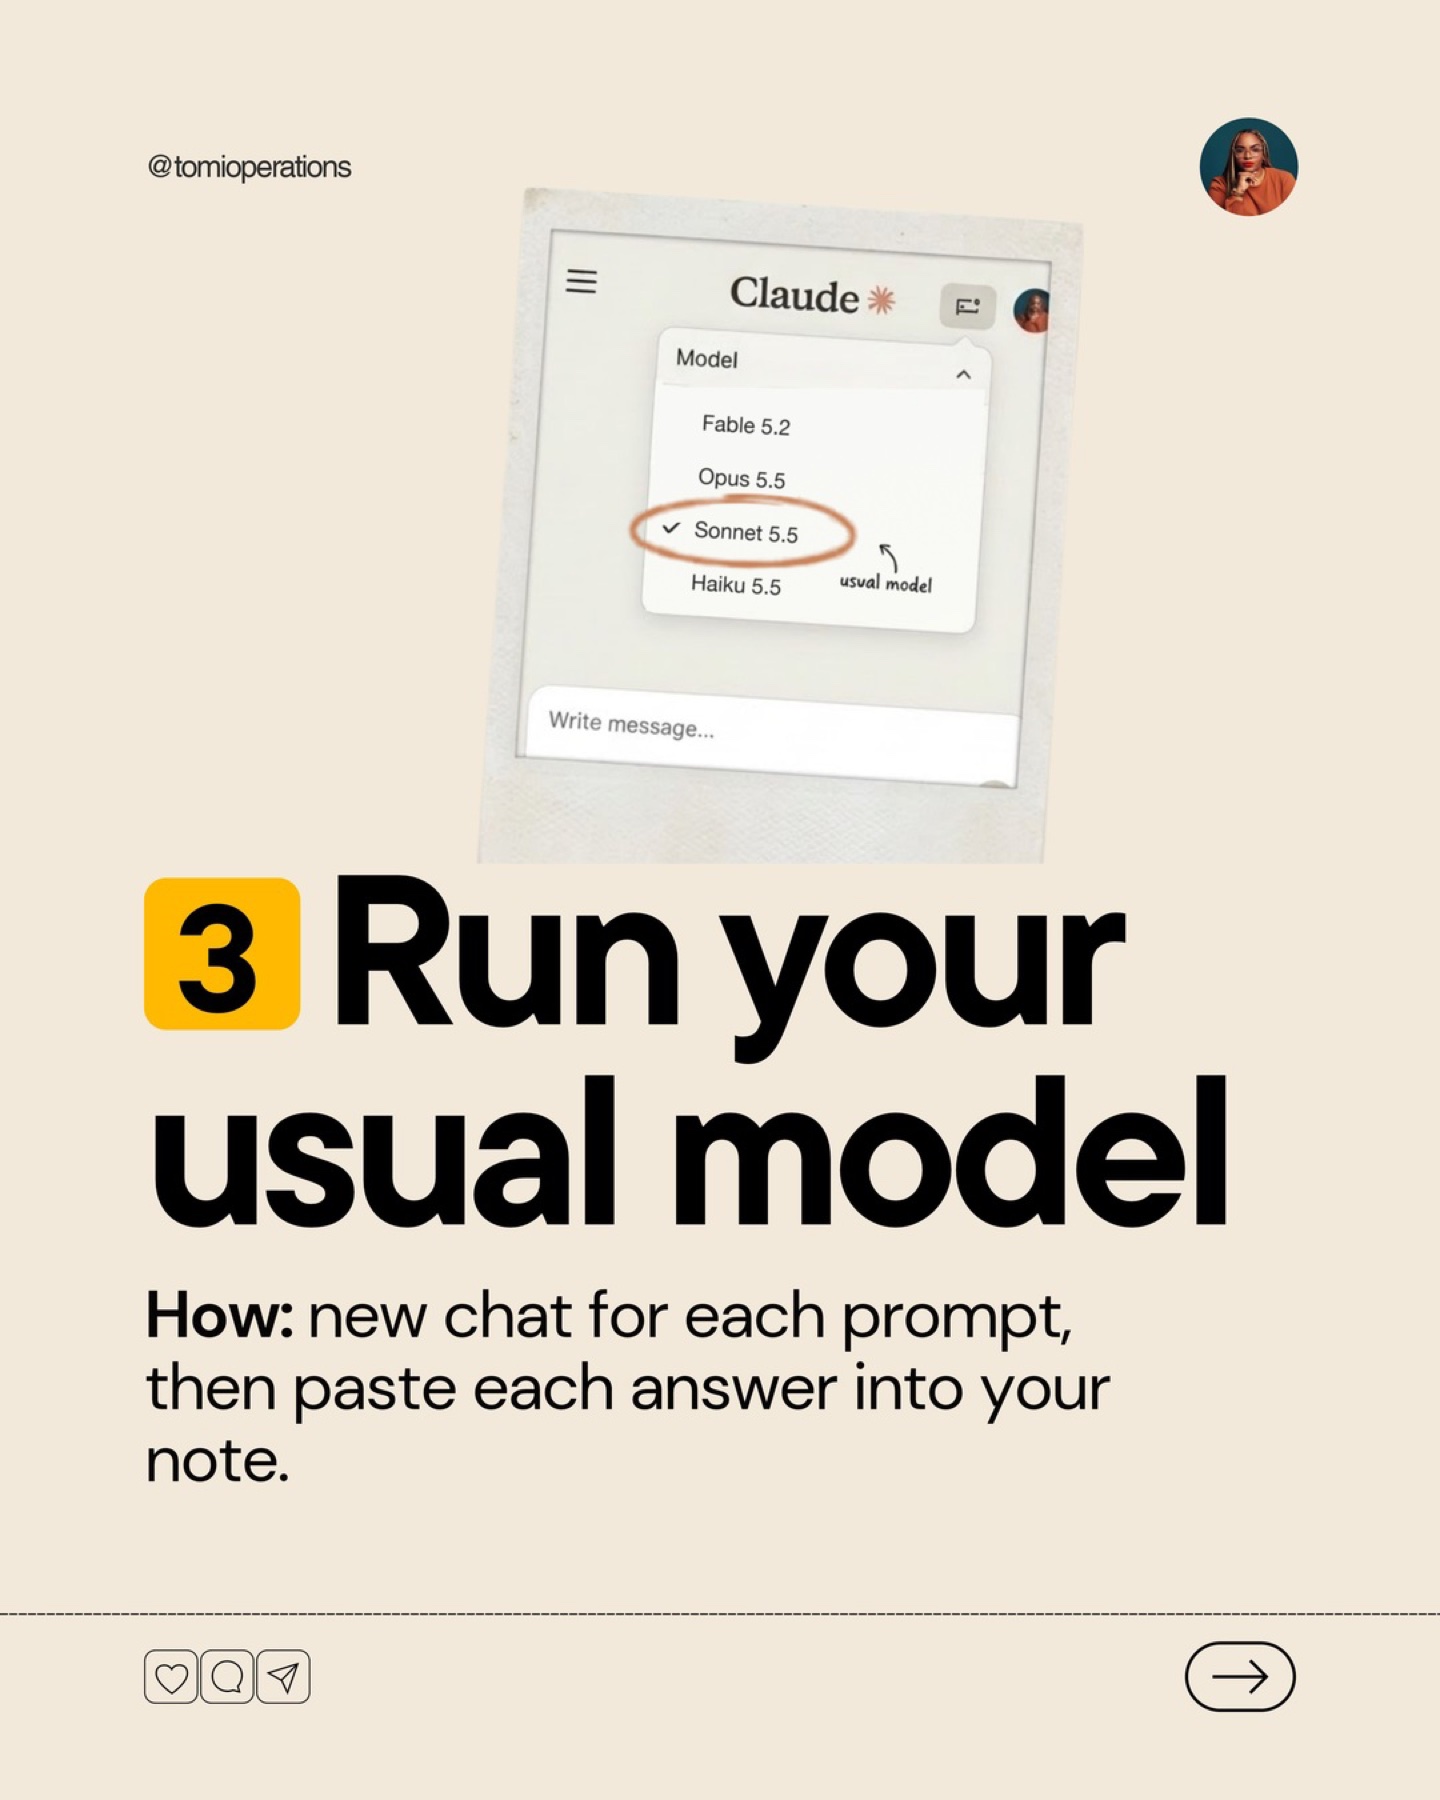 @tomioperations
Claude
Model
Fable 5.2
Opus 5.5
Sonnet 5.5
Haiku 5.5
usual model
Write message...
3 Run your
usual model
How: new chat for each prompt,
then paste each answer into your
note.